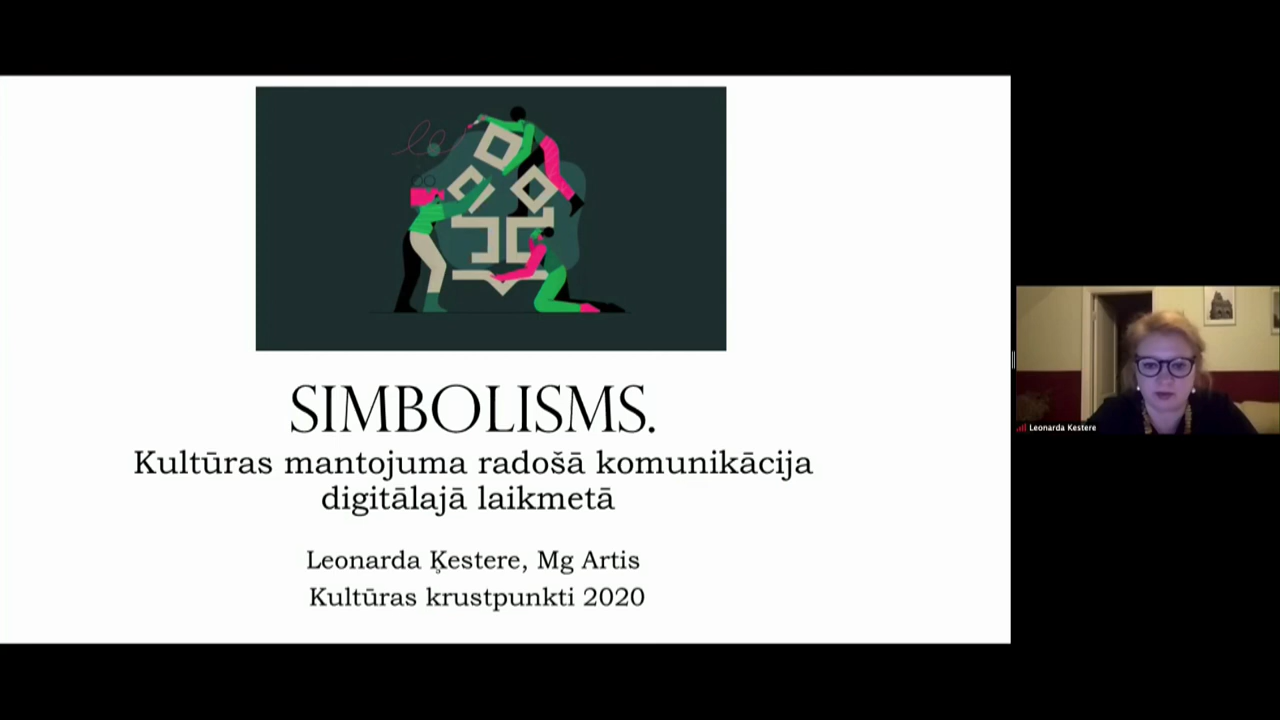 SIMBOLISMS.
Kultūras mantojuma radošā komunikācija
digitālajā laikmetā
Leonarda Ķestere, Mg Artis
Kultūras krustpunkti 2020
Leonarda Kestere